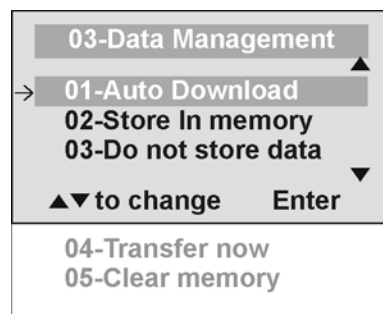 03-Data Management
▲
→ 01-Auto Download
02-Store In memory
03-Do not store data
▼
▲▼ to change Enter
04-Transfer now
05-Clear memory